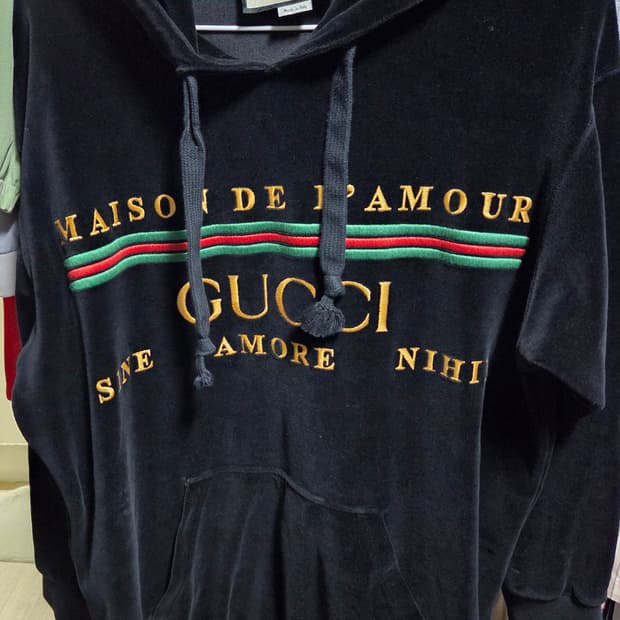 MAISON DE L'AMOUR
GUCCI
SINE AMORE NIHIL